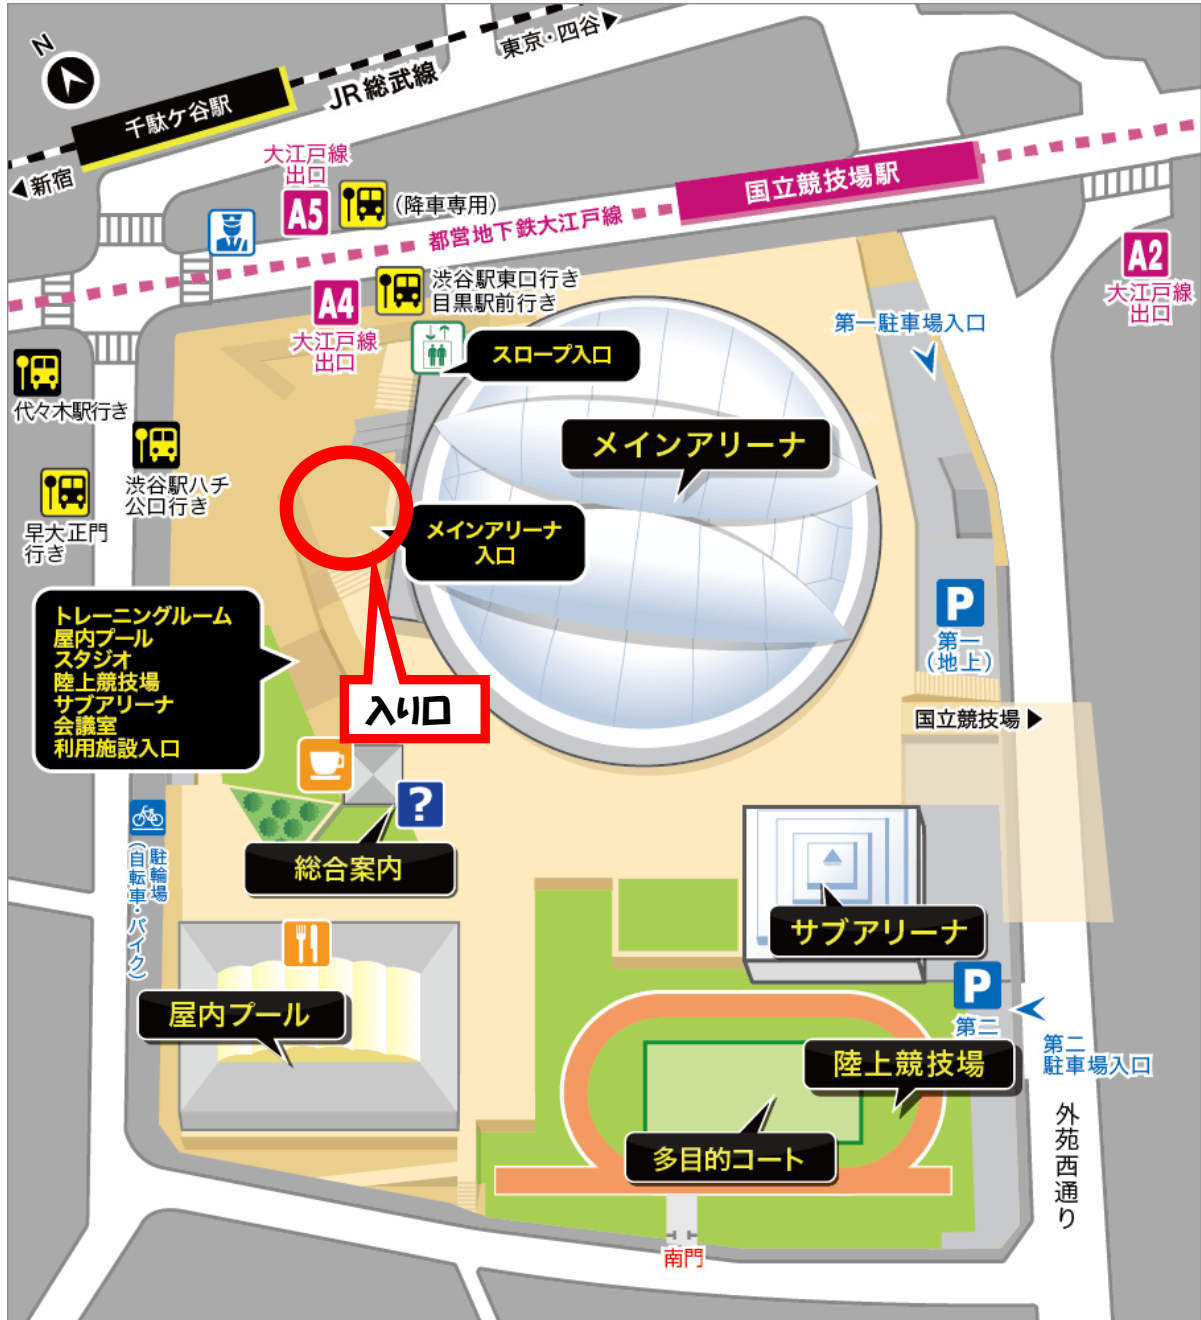 N
東京・四谷▶
JR総武線
千駄ケ谷駅
◀新宿
大江戸線
出口
A5
(降車専用)
国立競技場駅
都営地下鉄大江戸線
A2
大江戸線
出口
渋谷駅東口行き
目黒駅前行き
A4
大江戸線
出口
スロープ入口
第一駐車場入口
代々木駅行き
メインアリーナ
渋谷駅ハチ
公口行き
早大正門
行き
メインアリーナ
入口
トレーニングルーム
屋内プール
スタジオ
陸上競技場
サブアリーナ
会議室
利用施設入口
P
第一
(地上)
入り口
国立競技場▶
?
総合案内
駐輪場
(自転車・バイク)
サブアリーナ
屋内プール
P
第二
第二
駐車場入口
陸上競技場
多目的コート
外苑西通り
南門